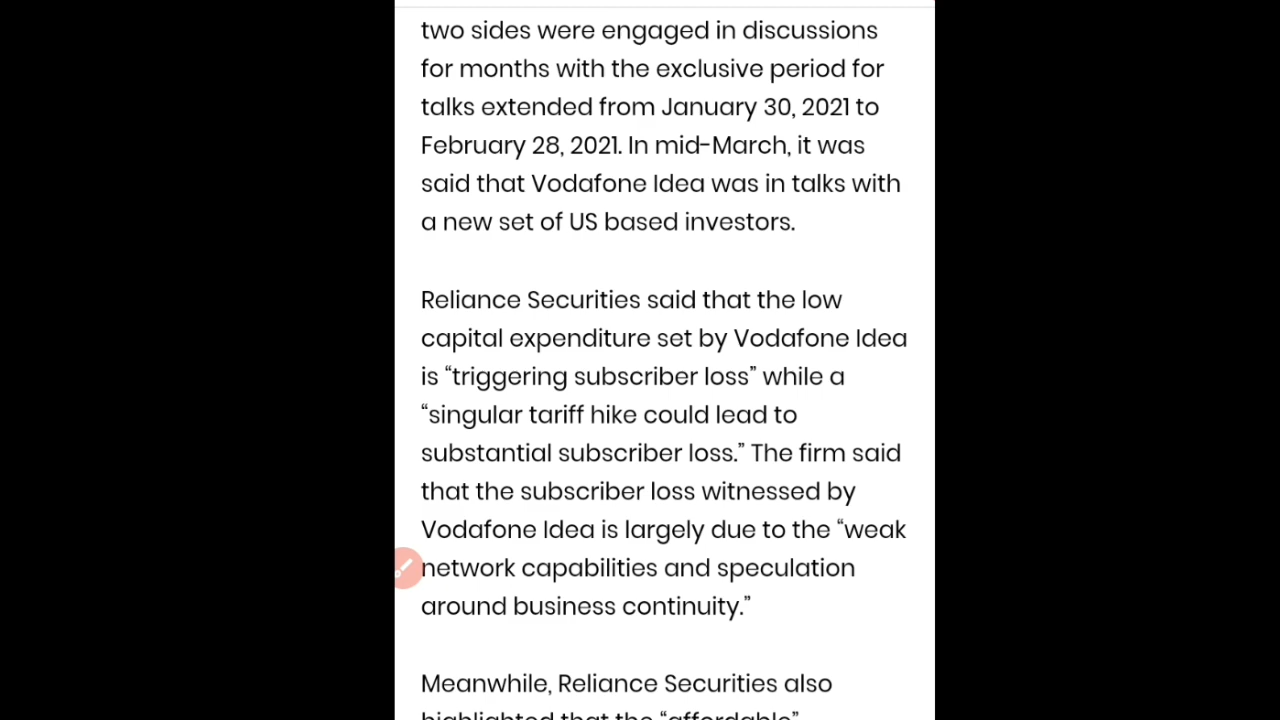 two sides were engaged in discussions
for months with the exclusive period for
talks extended from January 30, 2021 to
February 28, 2021. In mid-March, it was
said that Vodafone Idea was in talks with
a new set of US based investors.
Reliance Securities said that the low
capital expenditure set by Vodafone Idea
is “triggering subscriber loss” while a
“singular tariff hike could lead to
substantial subscriber loss.” The firm said
that the subscriber loss witnessed by
Vodafone Idea is largely due to the “weak
network capabilities and speculation
around business continuity.”
Meanwhile, Reliance Securities also
highlighted that the “affordable”